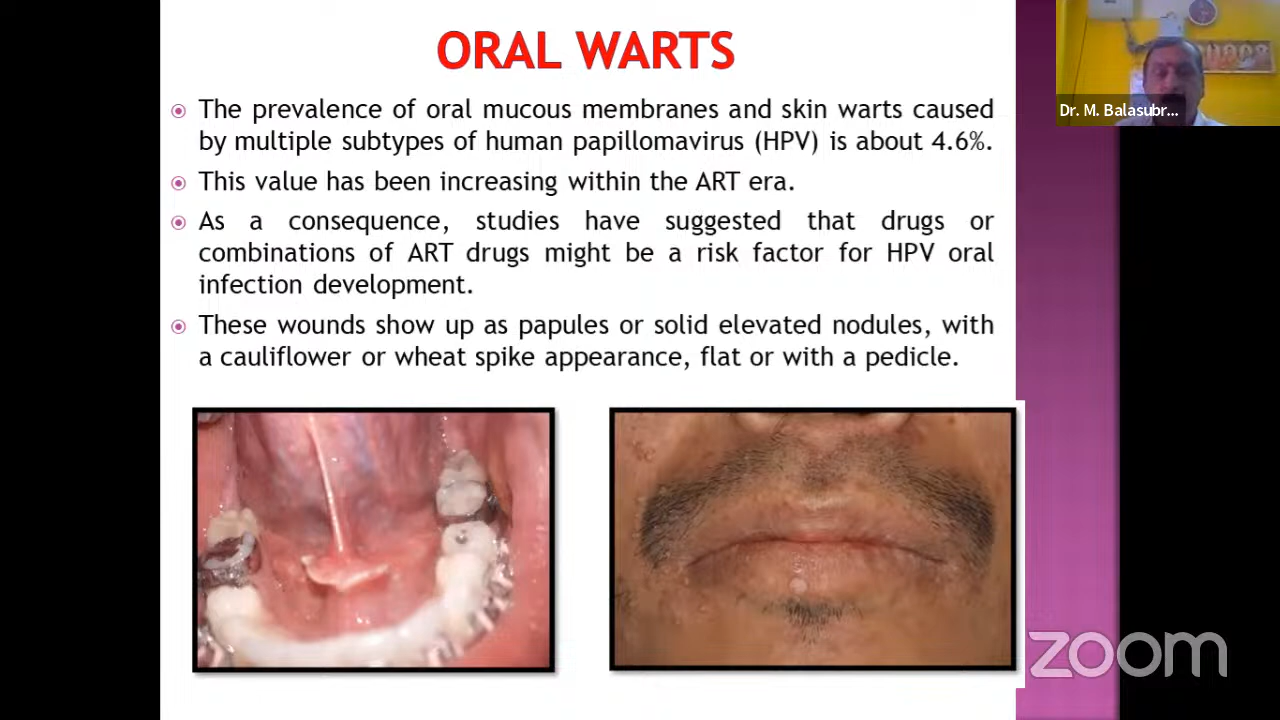 ORAL WARTS
The prevalence of oral mucous membranes and skin warts caused
by multiple subtypes of human papillomavirus (HPV) is about 4.6%.
This value has been increasing within the ART era.
As a consequence, studies have suggested that drugs or
combinations of ART drugs might be a risk factor for HPV oral
infection development.
These wounds show up as papules or solid elevated nodules, with
a cauliflower or wheat spike appearance, flat or with a pedicle.
Dr. M. Balasubr...
zoom